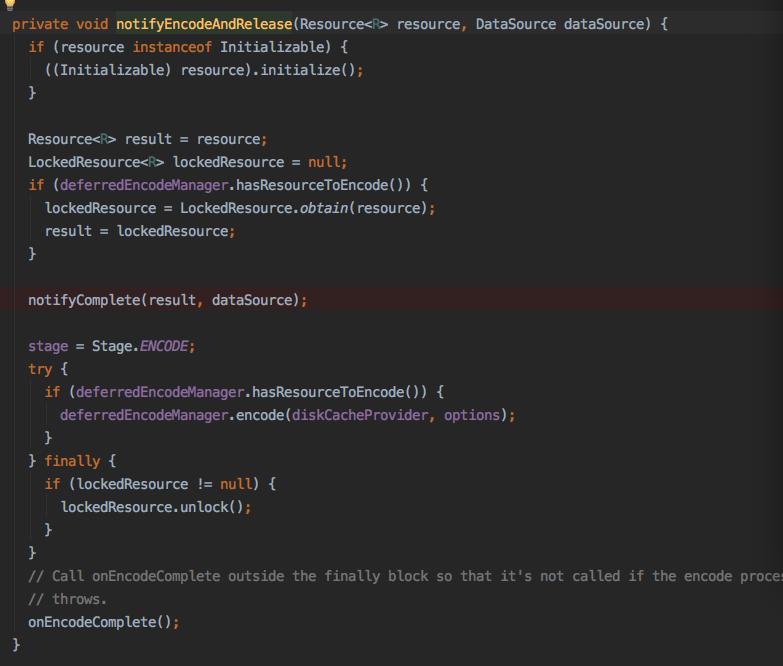 private void notifyEncodeAndRelease(Resource<R> resource, DataSource dataSource) {
if (resource instanceof Initializable) {
((Initializable) resource).initialize();
}
Resource<R> result = resource;
LockedResource<R> lockedResource = null;
if (deferredEncodeManager.hasResourceToEncode()) {
lockedResource = LockedResource.obtain(resource);
result = lockedResource;
}
notifyComplete(result, dataSource);
stage = Stage.ENCODE;
try {
if (deferredEncodeManager.hasResourceToEncode()) {
deferredEncodeManager.encode(diskCacheProvider, options);
}
} finally {
if (lockedResource != null) {
lockedResource.unlock();
}
}
// Call onEncodeComplete outside the finally block so that it's not called if the encode proce
// throws.
onEncodeComplete();
}